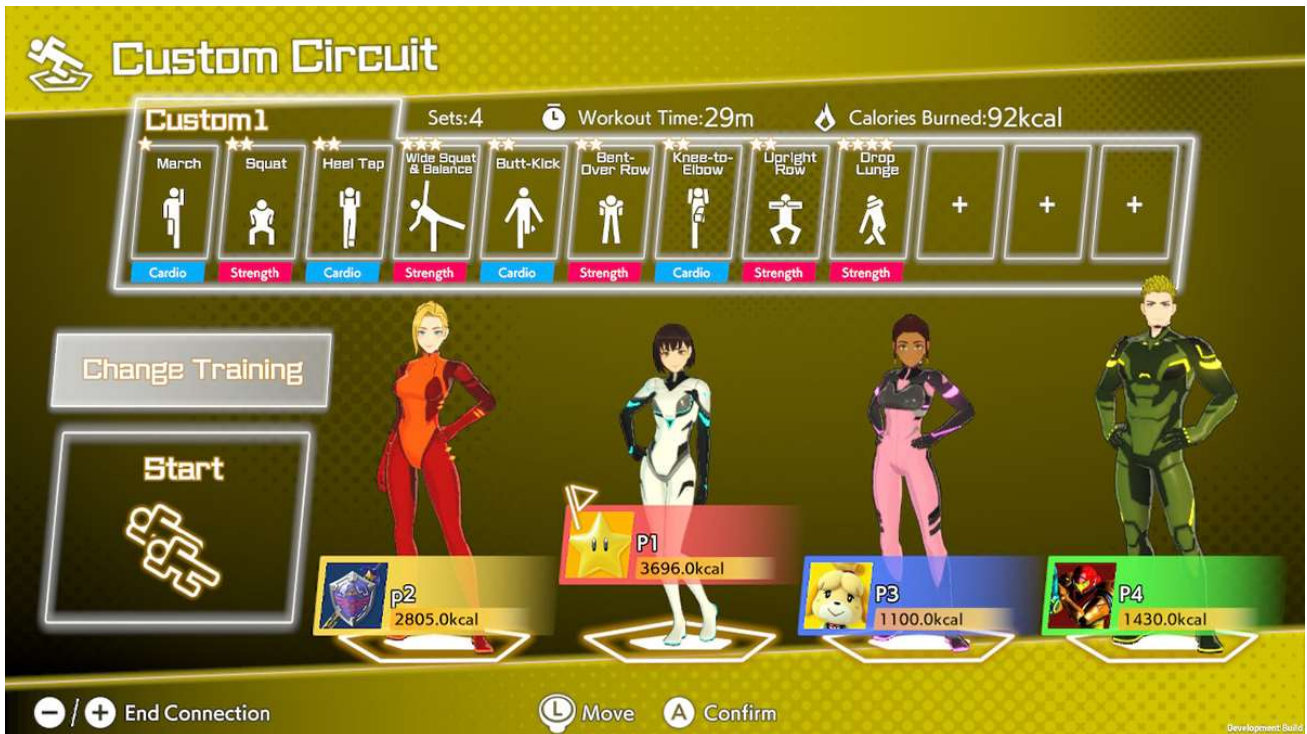 Custom Circuit
Custom1
Sets:4
Workout Time:29m
Calories Burned:92kcal
March
Squat
Heel Tap
Wide Squat
& Balance
Butt-Kick
Bent-
Over Row
Knee-to-
Elbow
Upright
Row
Drop
Lunge
+
+
+
Cardio
Strength
Cardio
Strength
Cardio
Strength
Cardio
Strength
Strength
Change Training
Start
P1
3696.0kcal
p2
2805.0kcal
P3
1100.0kcal
P4
1430.0kcal
-/+ End Connection
L Move
A Confirm
Development Build